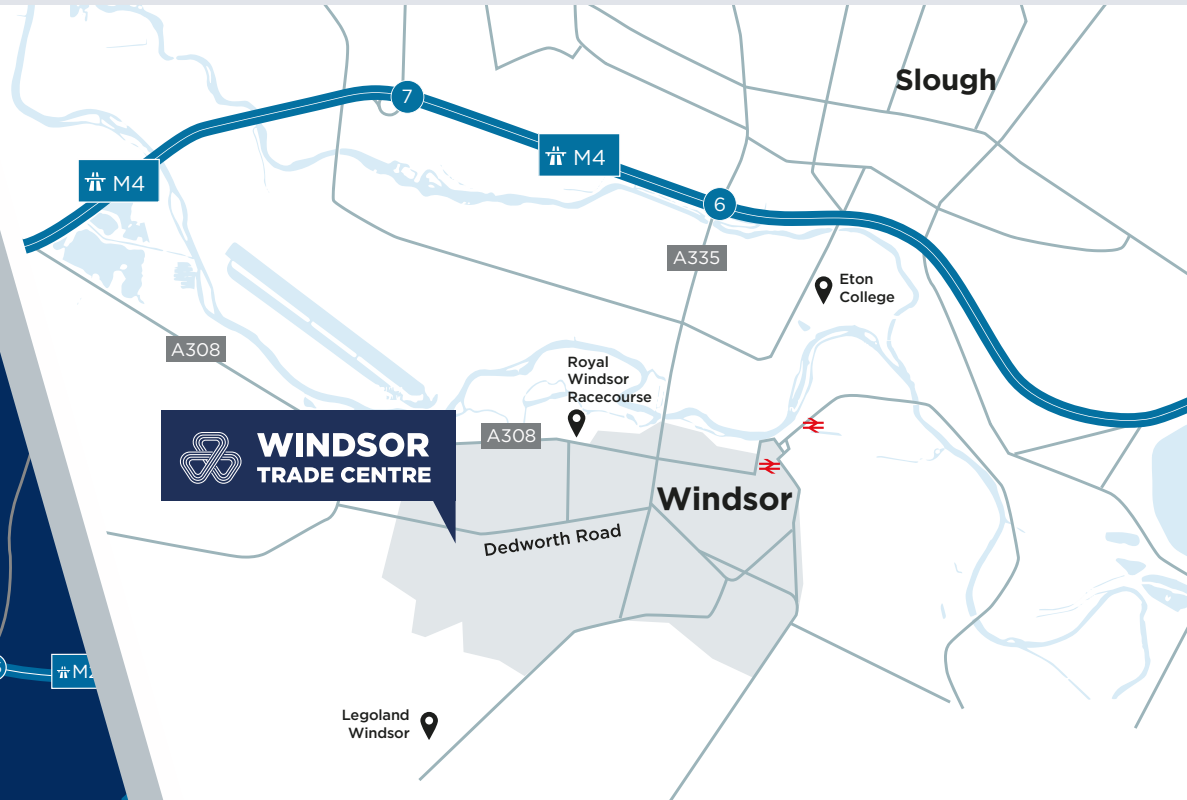 Slough
7
M4
M4
6
A335
Eton
College
A308
Royal
Windsor
Racecourse
A308
WINDSOR
TRADE CENTRE
Windsor
Dedworth Road
Legoland
Windsor